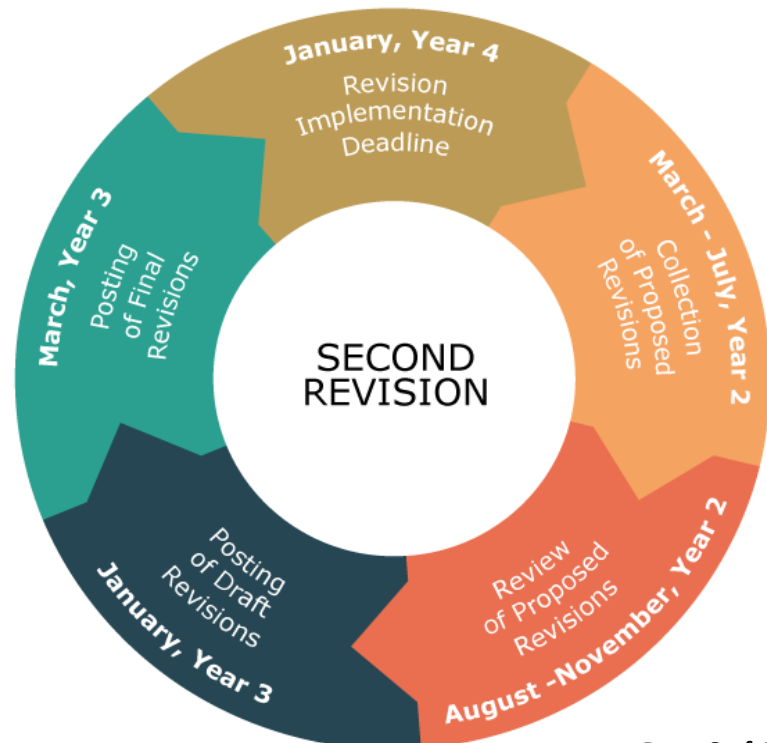 January, Year 4
Revision
Implementation
Deadline
March - July, Year 2
Collection
of Proposed
Revisions
August -November, Year 2
Review
of Proposed
Revisions
January, Year 3
Posting
of Draft
Revisions
March, Year 3
Posting
of Final
Revisions
SECOND
REVISION